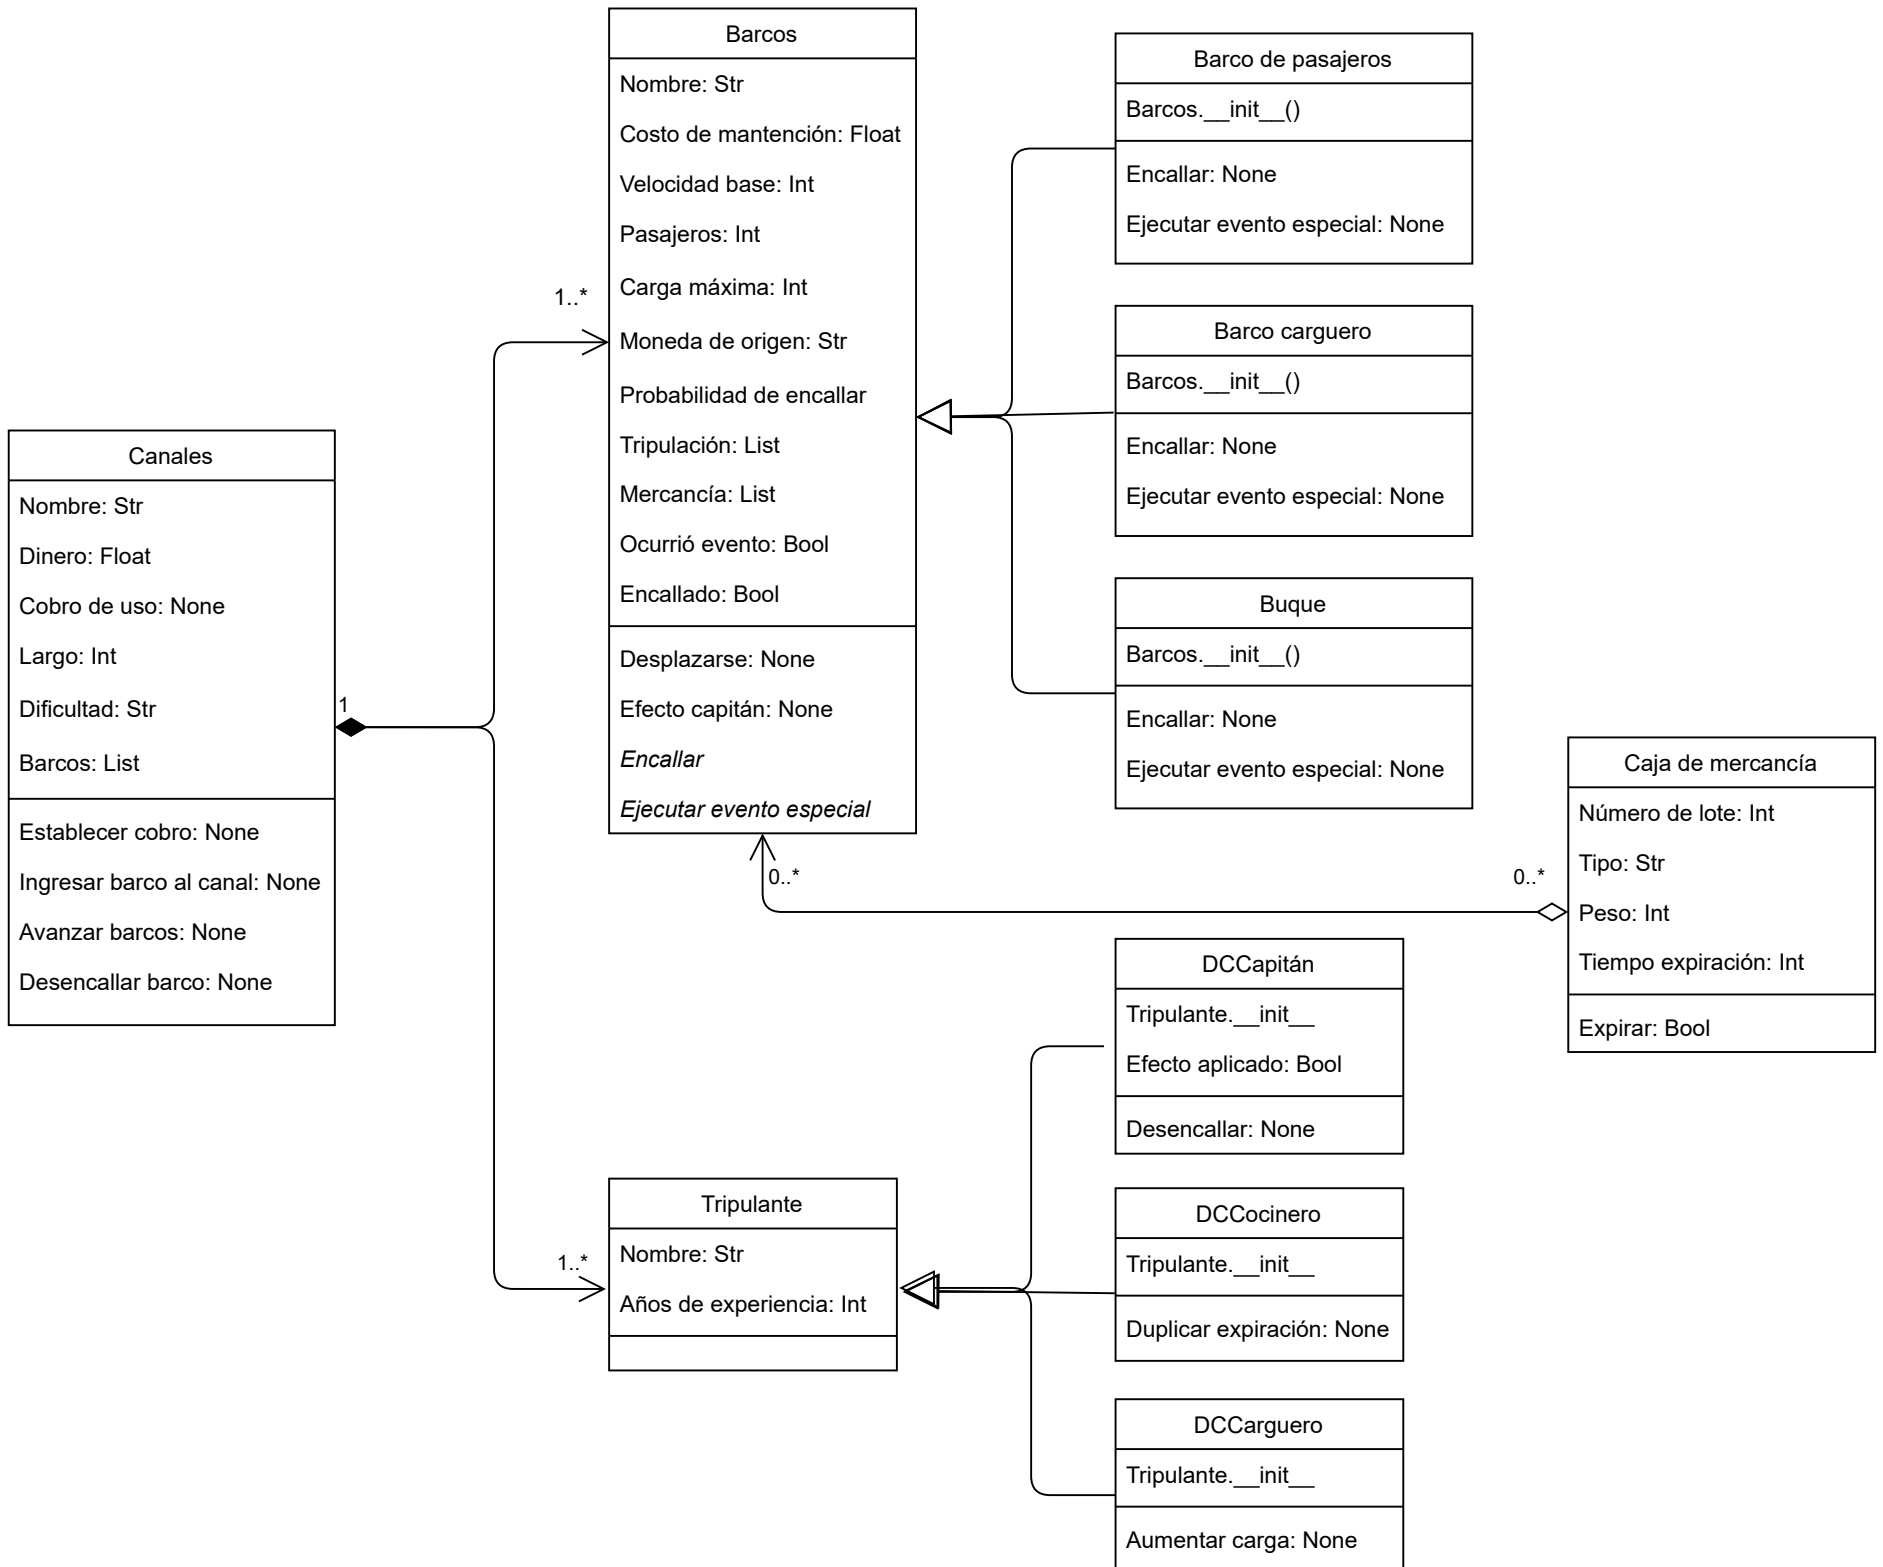 Barcos
Nombre: Str
Costo de mantención: Float
Velocidad base: Int
Pasajeros: Int
Carga máxima: Int
Moneda de origen: Str
Probabilidad de encallar
Tripulación: List
Mercancía: List
Ocurrió evento: Bool
Encallado: Bool
Desplazarse: None
Efecto capitán: None
Encallar
Ejecutar evento especial
Barco de pasajeros
Barcos.__init__()
Encallar: None
Ejecutar evento especial: None
Barco carguero
Barcos.__init__()
Encallar: None
Ejecutar evento especial: None
Buque
Barcos.__init__()
Encallar: None
Ejecutar evento especial: None
1..*
Canales
Nombre: Str
Dinero: Float
Cobro de uso: None
Largo: Int
Dificultad: Str
Barcos: List
Establecer cobro: None
Ingresar barco al canal: None
Avanzar barcos: None
Desencallar barco: None
1
Caja de mercancía
Número de lote: Int
Tipo: Str
Peso: Int
Tiempo expiración: Int
Expirar: Bool
0..*
0..*
DCCapitán
Tripulante.__init__
Efecto aplicado: Bool
Desencallar: None
1..*
Tripulante
Nombre: Str
Años de experiencia: Int
DCCocinero
Tripulante.__init__
Duplicar expiración: None
DCCarguero
Tripulante.__init__
Aumentar carga: None